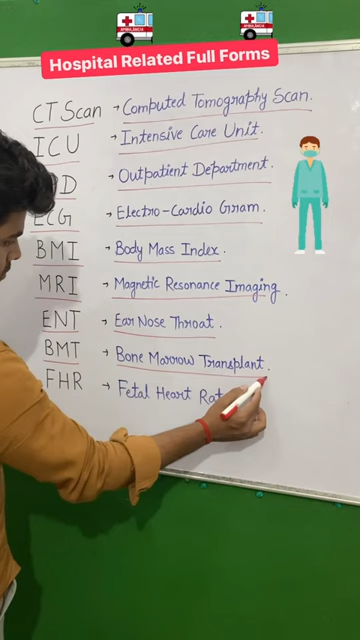 AMBULANCE
AMBULANCE
Hospital Related Full Forms
CT Scan → Computed Tomography Scan.
ICU → Intensive Care Unit.
D → Outpatient Department.
ECG → Electro-Cardio Gram.
BMI → Body Mass Index.
MRI → Magnetic Resonance Imaging.
ENT → Ear Nose Throat.
BMT → Bone Marrow Transplant.
FHR → Fetal Heart Rat